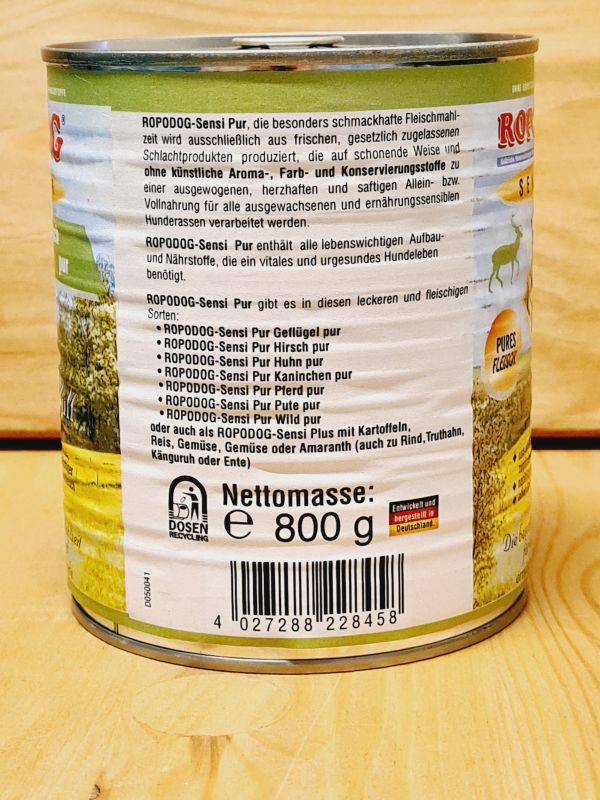 ROPODOG-Sensi Pur, die besonders schmackhafte Fleischmahl-
zeit wird ausschließlich aus frischen, gesetzlich zugelassenen
Schlachtprodukten produziert, die auf schonende Weise und
ohne künstliche Aroma-, Farb- und Konservierungsstoffe zu
einer ausgewogenen, herzhaften und saftigen Allein- bzw.
Vollnahrung für alle ausgewachsenen und ernährungssensiblen
Hunderassen verarbeitet werden.
ROPODOG-Sensi Pur enthält alle lebenswichtigen Aufbau-
und Nährstoffe, die ein vitales und urgesundes Hundeleben
benötigt.
ROPODOG-Sensi Pur gibt es in diesen leckeren und fleischigen
Sorten:
• ROPODOG-Sensi Pur Geflügel pur
• ROPODOG-Sensi Pur Hirsch pur
• ROPODOG-Sensi Pur Huhn pur
• ROPODOG-Sensi Pur Kaninchen pur
• ROPODOG-Sensi Pur Pferd pur
• ROPODOG-Sensi Pur Pute pur
• ROPODOG-Sensi Pur Wild pur
oder auch als ROPODOG-Sensi Plus mit Kartoffeln,
Reis, Gemüse, Gemüse oder Amaranth (auch zu Rind,Truthahn,
Känguruh oder Ente)
DOSEN
RECYCLING
Nettomasse:
e 800 g
Entwickelt und
hergestellt in
Deutschland.
D050041
4 027288 228458
G®
pur
ROP
SE
PURES
FLEISCH
Die